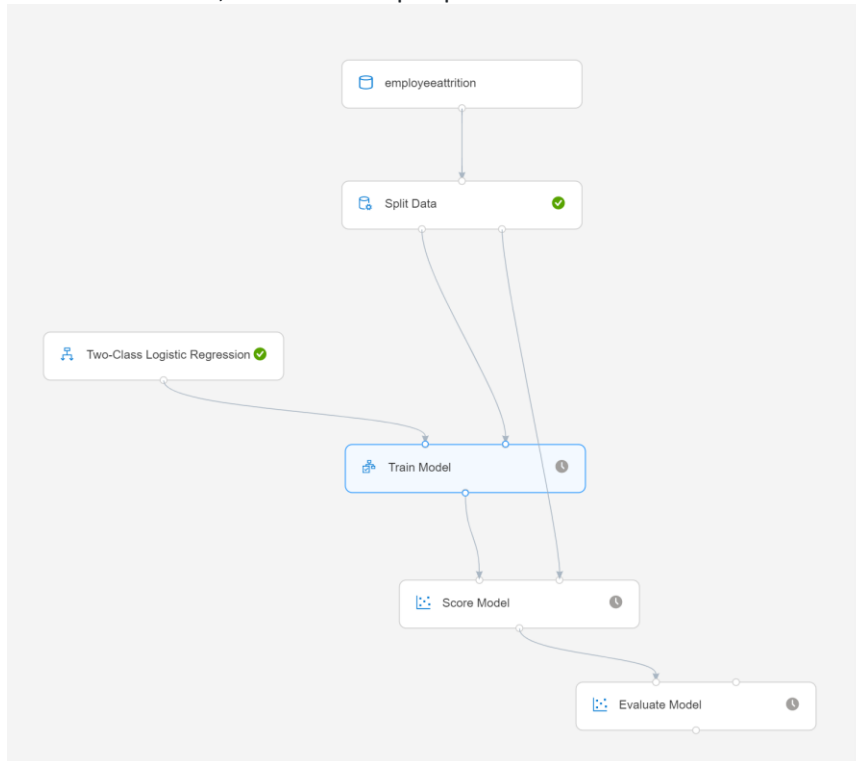 employeeattrition
Split Data
Two-Class Logistic Regression
Train Model
Score Model
Evaluate Model